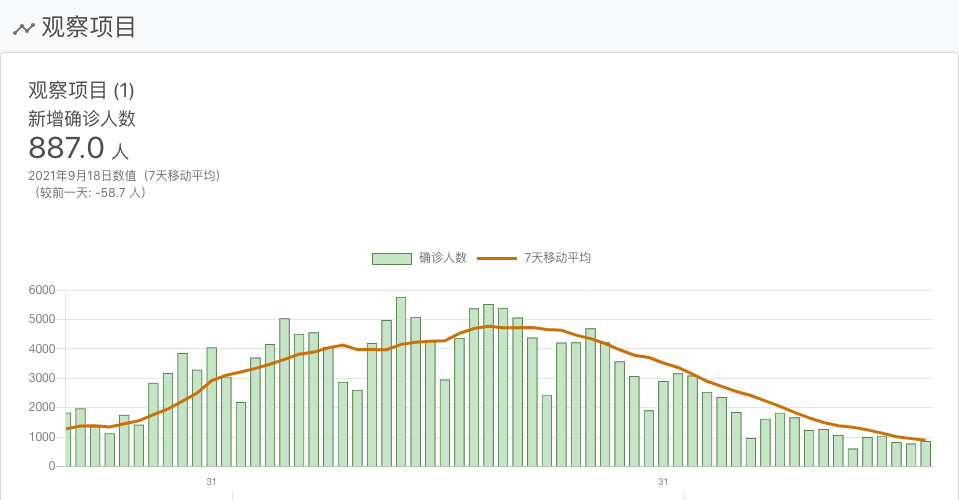 观察项目
观察项目 (1)
新增确诊人数
887.0 人
2021年9月18日数值（7天移动平均）
（较前一天: -58.7 人）
确诊人数 7天移动平均
6000
5000
4000
3000
2000
1000
0
31 31